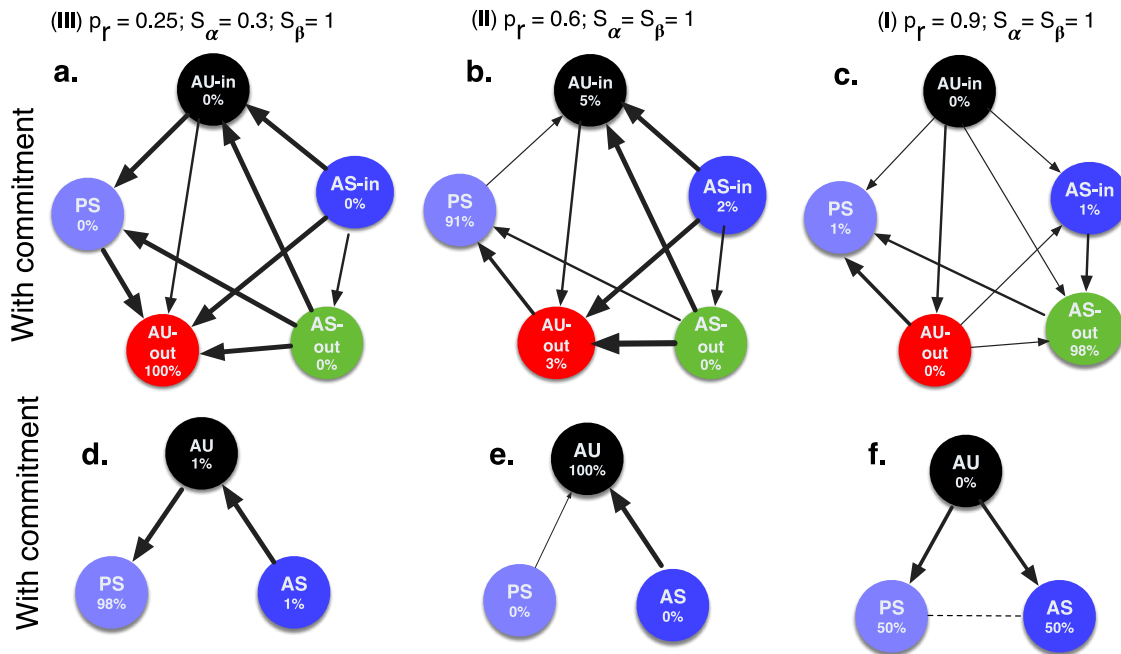 (III) pr = 0.25; Sα= 0.3; Sβ= 1
(II) pr = 0.6; Sα= Sβ= 1
(I) pr = 0.9; Sα= Sβ= 1
With commitment
a.
AU-in
0%
PS
0%
AS-in
0%
AU-
out
100%
AS-
out
0%
b.
AU-in
5%
PS
91%
AS-in
2%
AU-
out
3%
AS-
out
0%
c.
AU-in
0%
PS
1%
AS-in
1%
AU-
out
0%
AS-
out
98%
With commitment
d.
AU
1%
PS
98%
AS
1%
e.
AU
100%
PS
0%
AS
0%
f.
AU
0%
PS
50%
AS
50%